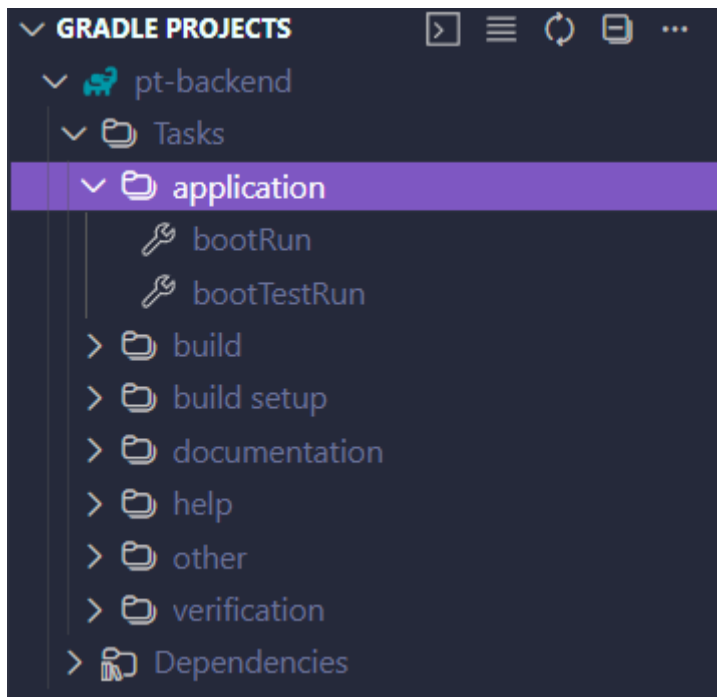 GRADLE PROJECTS
pt-backend
Tasks
application
bootRun
bootTestRun
build
build setup
documentation
help
other
verification
Dependencies